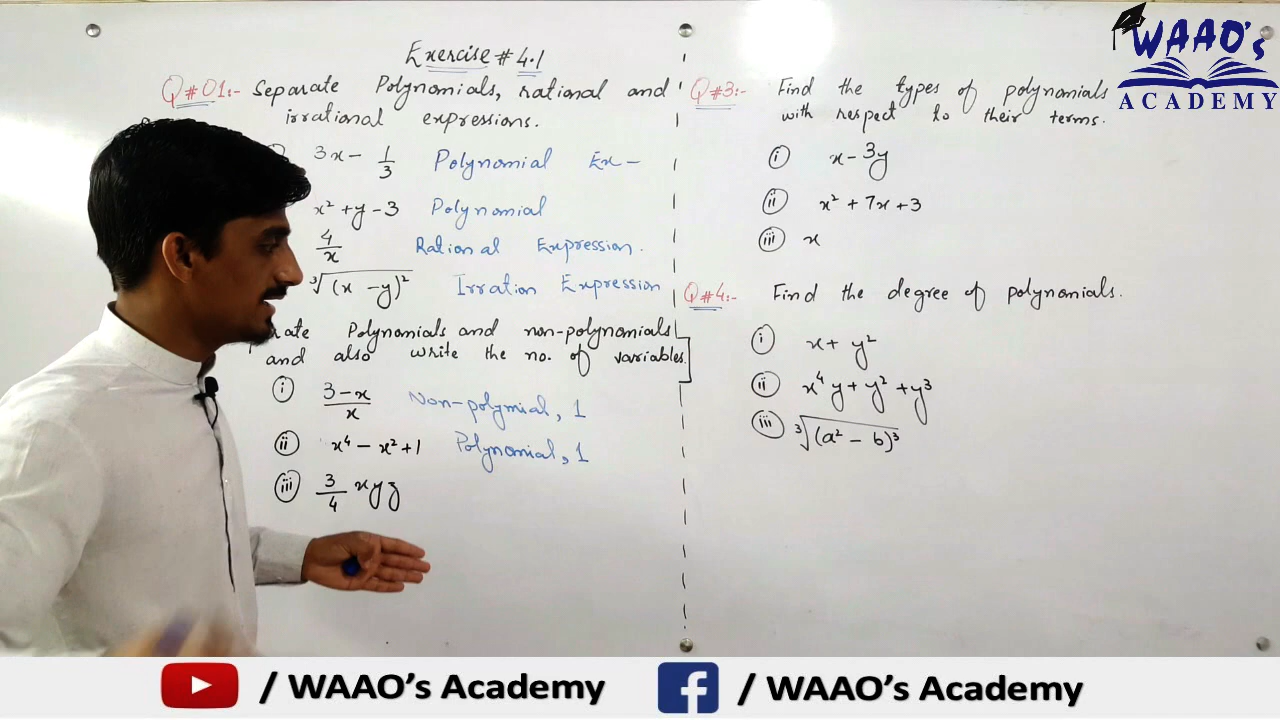 Exercise # 4.1
Q#01:- Separate Polynomials, rational and
irrational expressions.
3x - 1/3 Polynomial Ex -
x² + y - 3 Polynomial
4/x Rational Expression.
∛(x - y)² Irration Expression
rate Polynomials and non-polynomials
and also write the no. of variables.
i (3-x)/x Non-polymial, 1
ii x⁴ - x² + 1 Polynomial, 1
iii 3/4 xyz
Q#3:- Find the types of polynomials
with respect to their terms.
i x - 3y
ii x² + 7x + 3
iii x
Q#4:- Find the degree of polynomials.
i x + y²
ii x⁴y + y² + y³
iii ∛(a² - b)³
WAAO's
ACADEMY
/ WAAO's Academy
/ WAAO's Academy